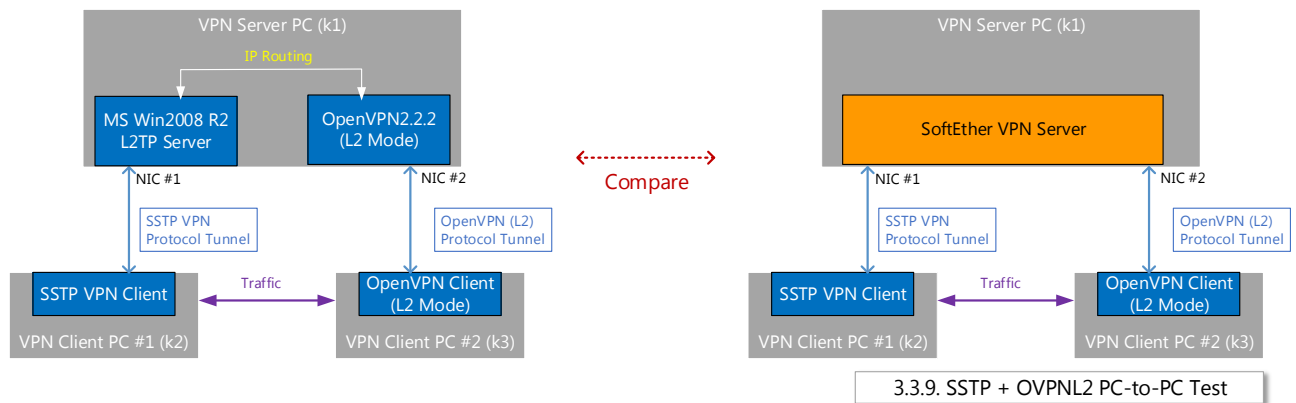 VPN Server PC (k1)
IP Routing
MS Win2008 R2
L2TP Server
OpenVPN2.2.2
(L2 Mode)
NIC #1
NIC #2
SSTP VPN
Protocol Tunnel
OpenVPN (L2)
Protocol Tunnel
SSTP VPN Client
Traffic
OpenVPN Client
(L2 Mode)
VPN Client PC #1 (k2)
VPN Client PC #2 (k3)
Compare
VPN Server PC (k1)
SoftEther VPN Server
NIC #1
NIC #2
SSTP VPN
Protocol Tunnel
OpenVPN (L2)
Protocol Tunnel
SSTP VPN Client
Traffic
OpenVPN Client
(L2 Mode)
VPN Client PC #1 (k2)
VPN Client PC #2 (k3)
3.3.9. SSTP + OVPNL2 PC-to-PC Test